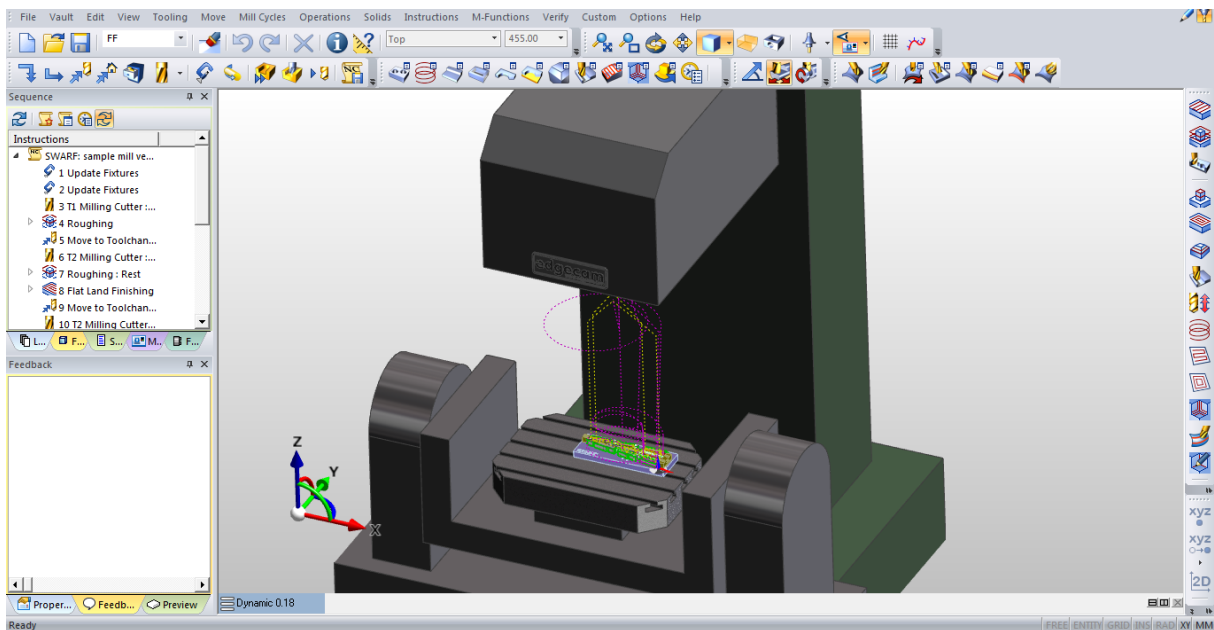 File Vault Edit View Tooling Move Mill Cycles Operations Solids Instructions M-Functions Verify Custom Options Help
FF Top 455.00
Sequence
Instructions
SWARF: sample mill ve...
1 Update Fixtures
2 Update Fixtures
3 T1 Milling Cutter :...
4 Roughing
5 Move to Toolchan...
6 T2 Milling Cutter :...
7 Roughing : Rest
8 Flat Land Finishing
9 Move to Toolchan...
10 T2 Milling Cutter...
L... F... S... M.. F...
Feedback
edgecam
Z
Y
X
xyz
xyz
2D
Proper... Feedb... Preview
Dynamic 0.18
Ready
FREE ENTITY GRID INS RAD XY MM